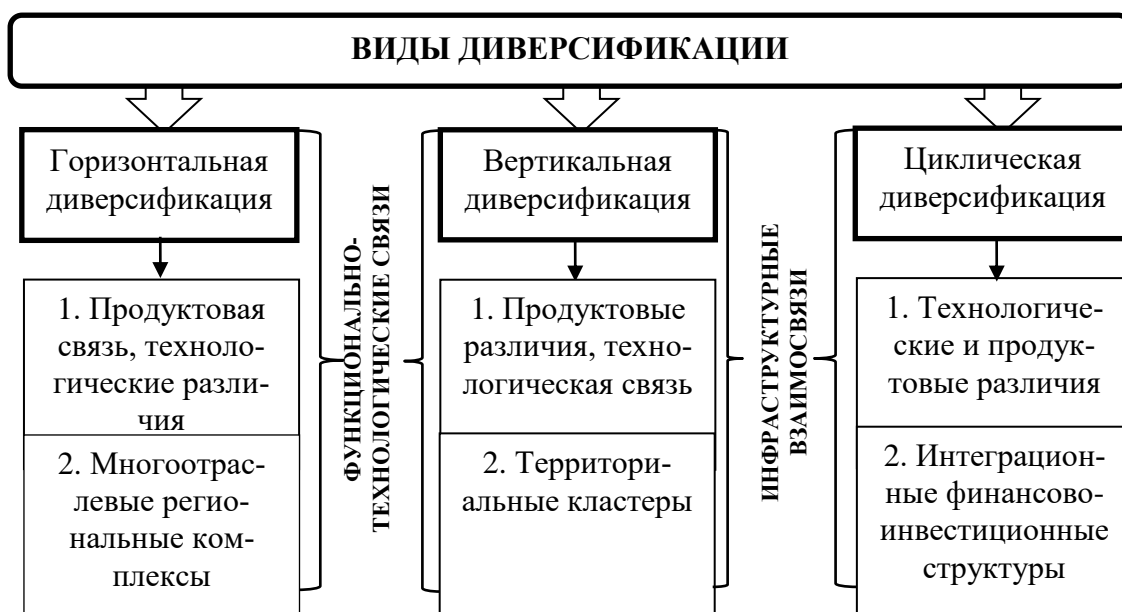 ВИДЫ ДИВЕРСИФИКАЦИИ
Горизонтальная
диверсификация
1. Продуктовая
связь, техноло-
гические разли-
чия
2. Многоотрас-
левые регио-
нальные ком-
плексы
ФУНКЦИОНАЛЬНО-
ТЕХНОЛОГИЧЕСКИЕ СВЯЗИ
Вертикальная
диверсификация
1. Продуктовые
различия, техно-
логическая связь
2. Территори-
альные кластеры
ИНФРАСТРУКТУРНЫЕ
ВЗАИМОСВЯЗИ
Циклическая
диверсификация
1. Технологиче-
ские и продук-
товые различия
2. Интеграцион-
ные финансово-
инвестиционные
структуры